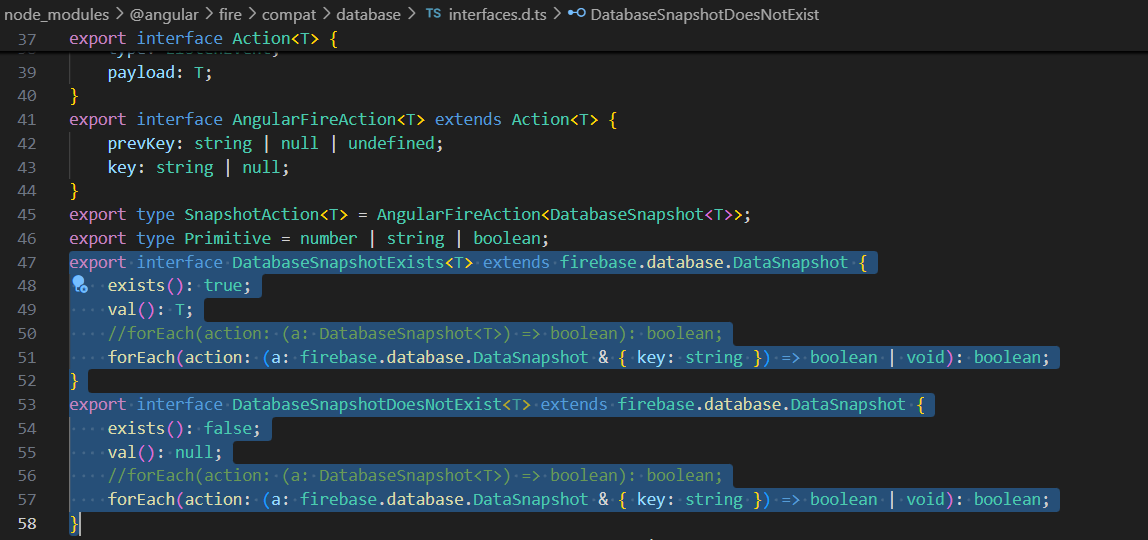 node_modules > @angular > fire > compat > database > TS interfaces.d.ts > DatabaseSnapshotDoesNotExist
37 export interface Action<T> {
39 payload: T;
40 }
41 export interface AngularFireAction<T> extends Action<T> {
42 prevKey: string | null | undefined;
43 key: string | null;
44 }
45 export type SnapshotAction<T> = AngularFireAction<DatabaseSnapshot<T>>;
46 export type Primitive = number | string | boolean;
47 export interface DatabaseSnapshotExists<T> extends firebase.database.DataSnapshot {
48 exists(): true;
49 val(): T;
50 //forEach(action: (a: DatabaseSnapshot<T>) => boolean): boolean;
51 forEach(action: (a: firebase.database.DataSnapshot & { key: string }) => boolean | void): boolean;
52 }
53 export interface DatabaseSnapshotDoesNotExist<T> extends firebase.database.DataSnapshot {
54 exists(): false;
55 val(): null;
56 //forEach(action: (a: DatabaseSnapshot<T>) => boolean): boolean;
57 forEach(action: (a: firebase.database.DataSnapshot & { key: string }) => boolean | void): boolean;
58 }